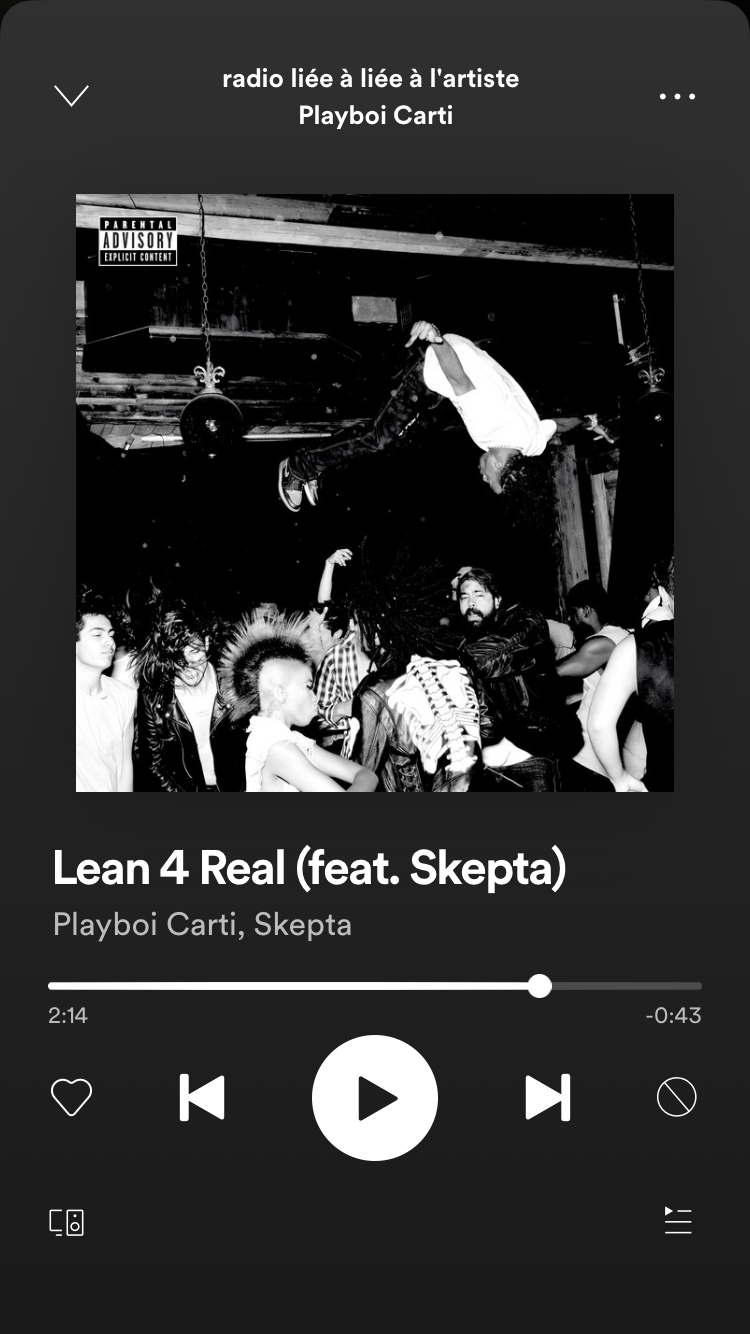 radio liée à liée à l'artiste
Playboi Carti
PARENTAL
ADVISORY
EXPLICIT CONTENT
Lean 4 Real (feat. Skepta)
Playboi Carti, Skepta
2:14
-0:43